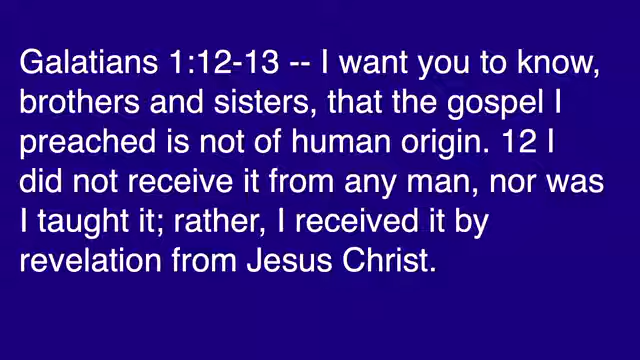 Galatians 1:12-13 -- I want you to know,
brothers and sisters, that the gospel I
preached is not of human origin. 12 I
did not receive it from any man, nor was
I taught it; rather, I received it by
revelation from Jesus Christ.